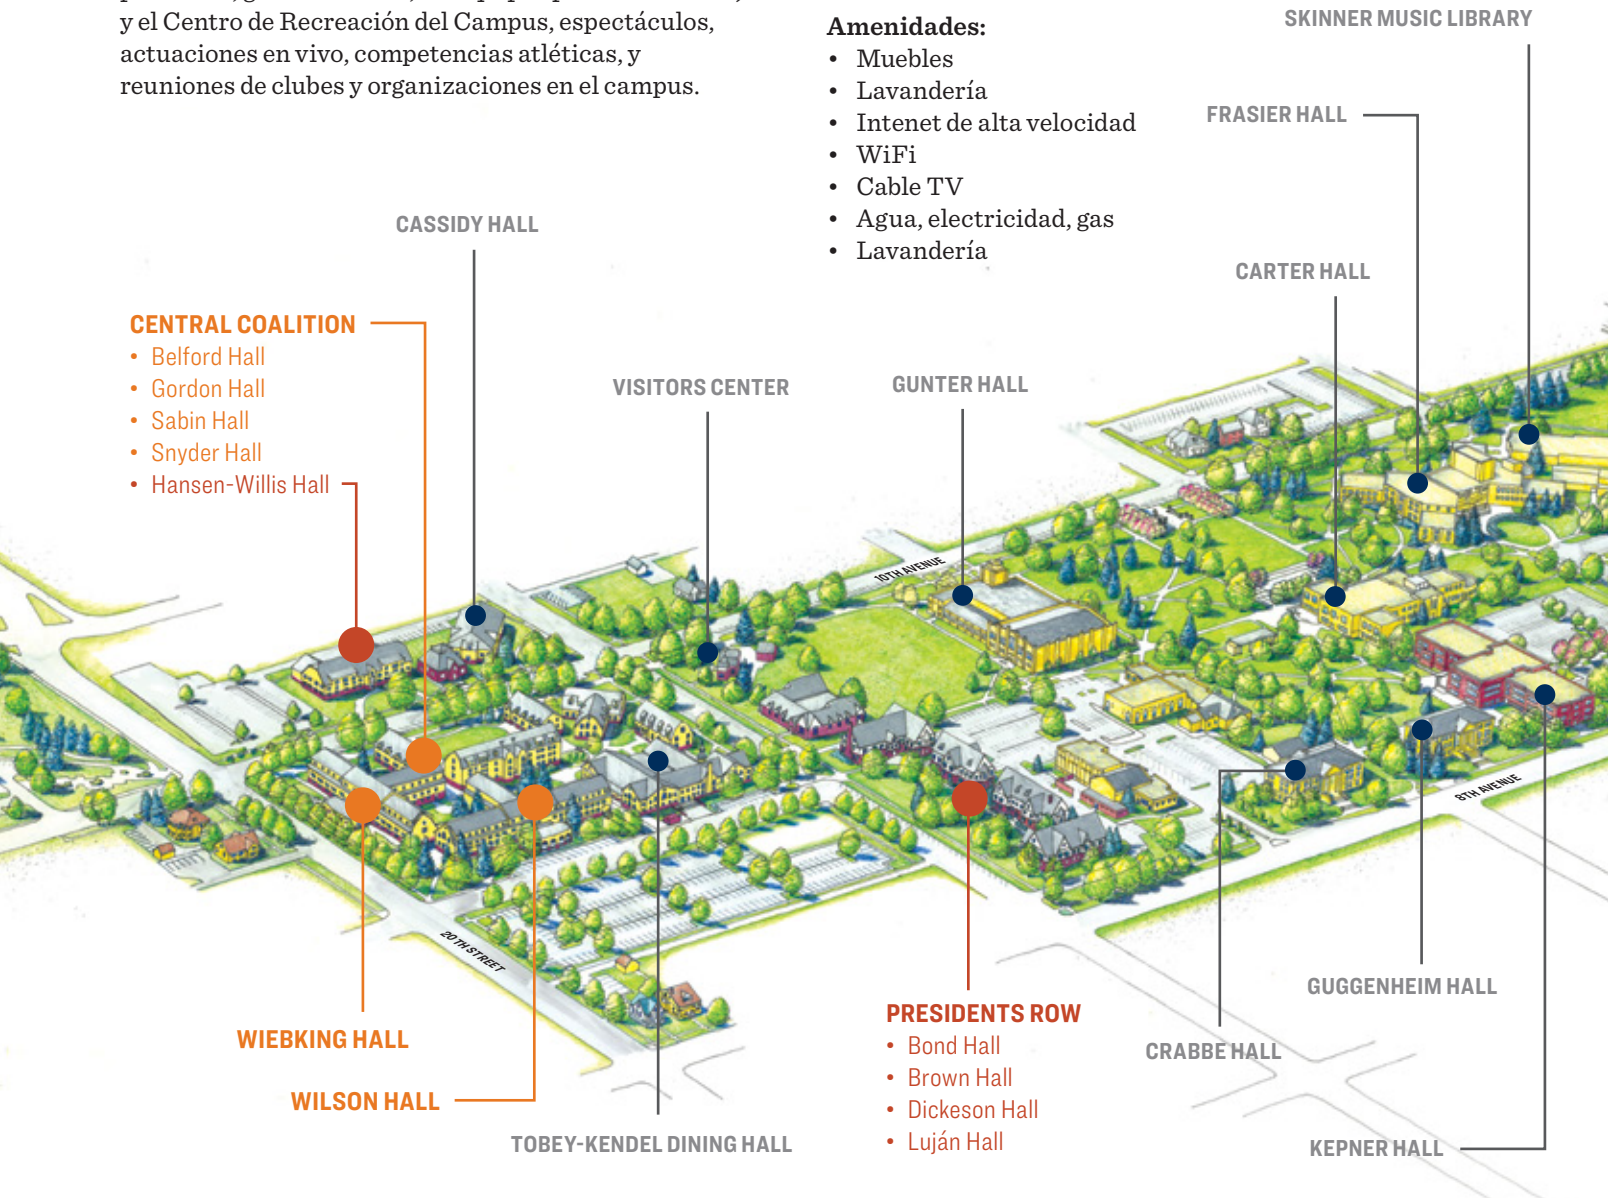 y el Centro de Recreación del Campus, espectáculos,
actuaciones en vivo, competencias atléticas, y
reuniones de clubes y organizaciones en el campus.
Amenidades:
• Muebles
• Lavandería
• Intenet de alta velocidad
• WiFi
• Cable TV
• Agua, electricidad, gas
• Lavandería
SKINNER MUSIC LIBRARY
FRASIER HALL
CASSIDY HALL
CARTER HALL
CENTRAL COALITION
• Belford Hall
• Gordon Hall
• Sabin Hall
• Snyder Hall
• Hansen-Willis Hall
VISITORS CENTER
GUNTER HALL
10TH AVENUE
8TH AVENUE
20TH STREET
WIEBKING HALL
WILSON HALL
TOBEY-KENDEL DINING HALL
PRESIDENTS ROW
• Bond Hall
• Brown Hall
• Dickeson Hall
• Luján Hall
GUGGENHEIM HALL
CRABBE HALL
KEPNER HALL